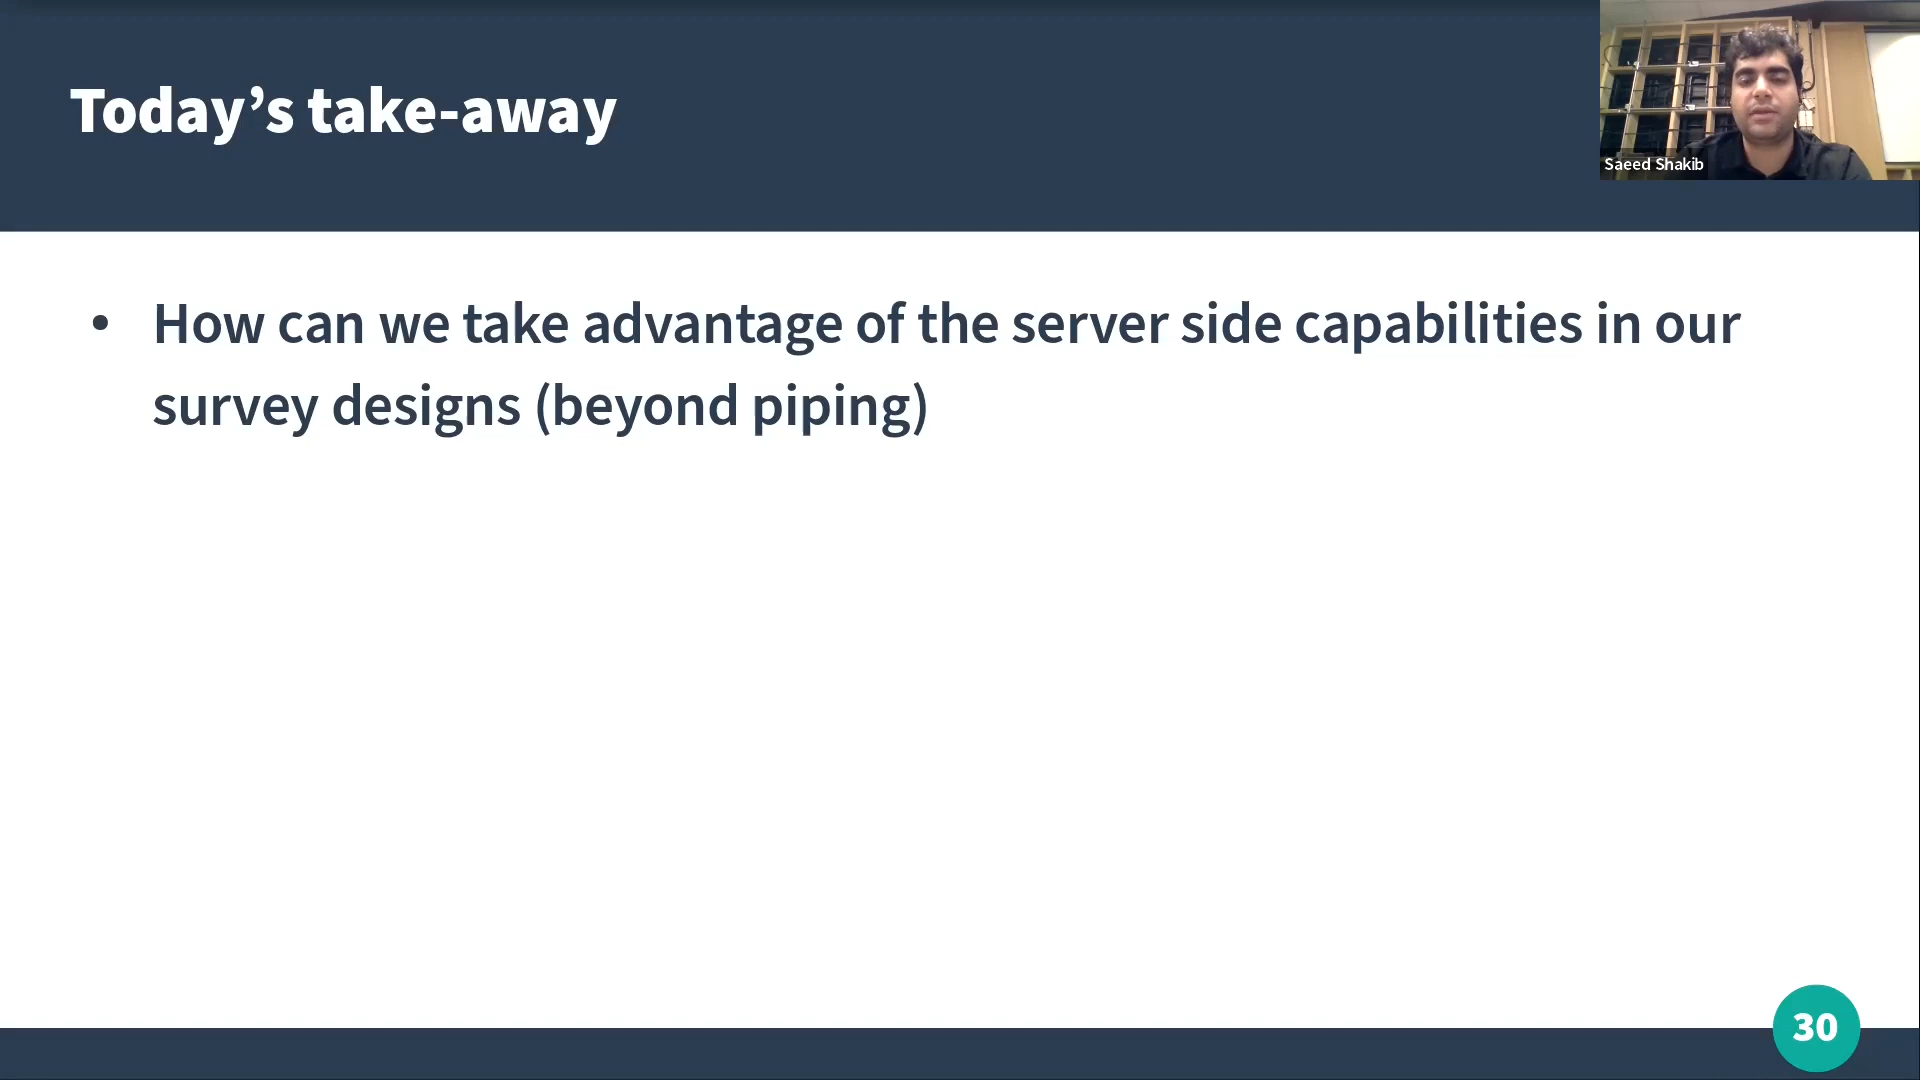 Today’s take-away
Saeed Shakib
• How can we take advantage of the server side capabilities in our
survey designs (beyond piping)
30